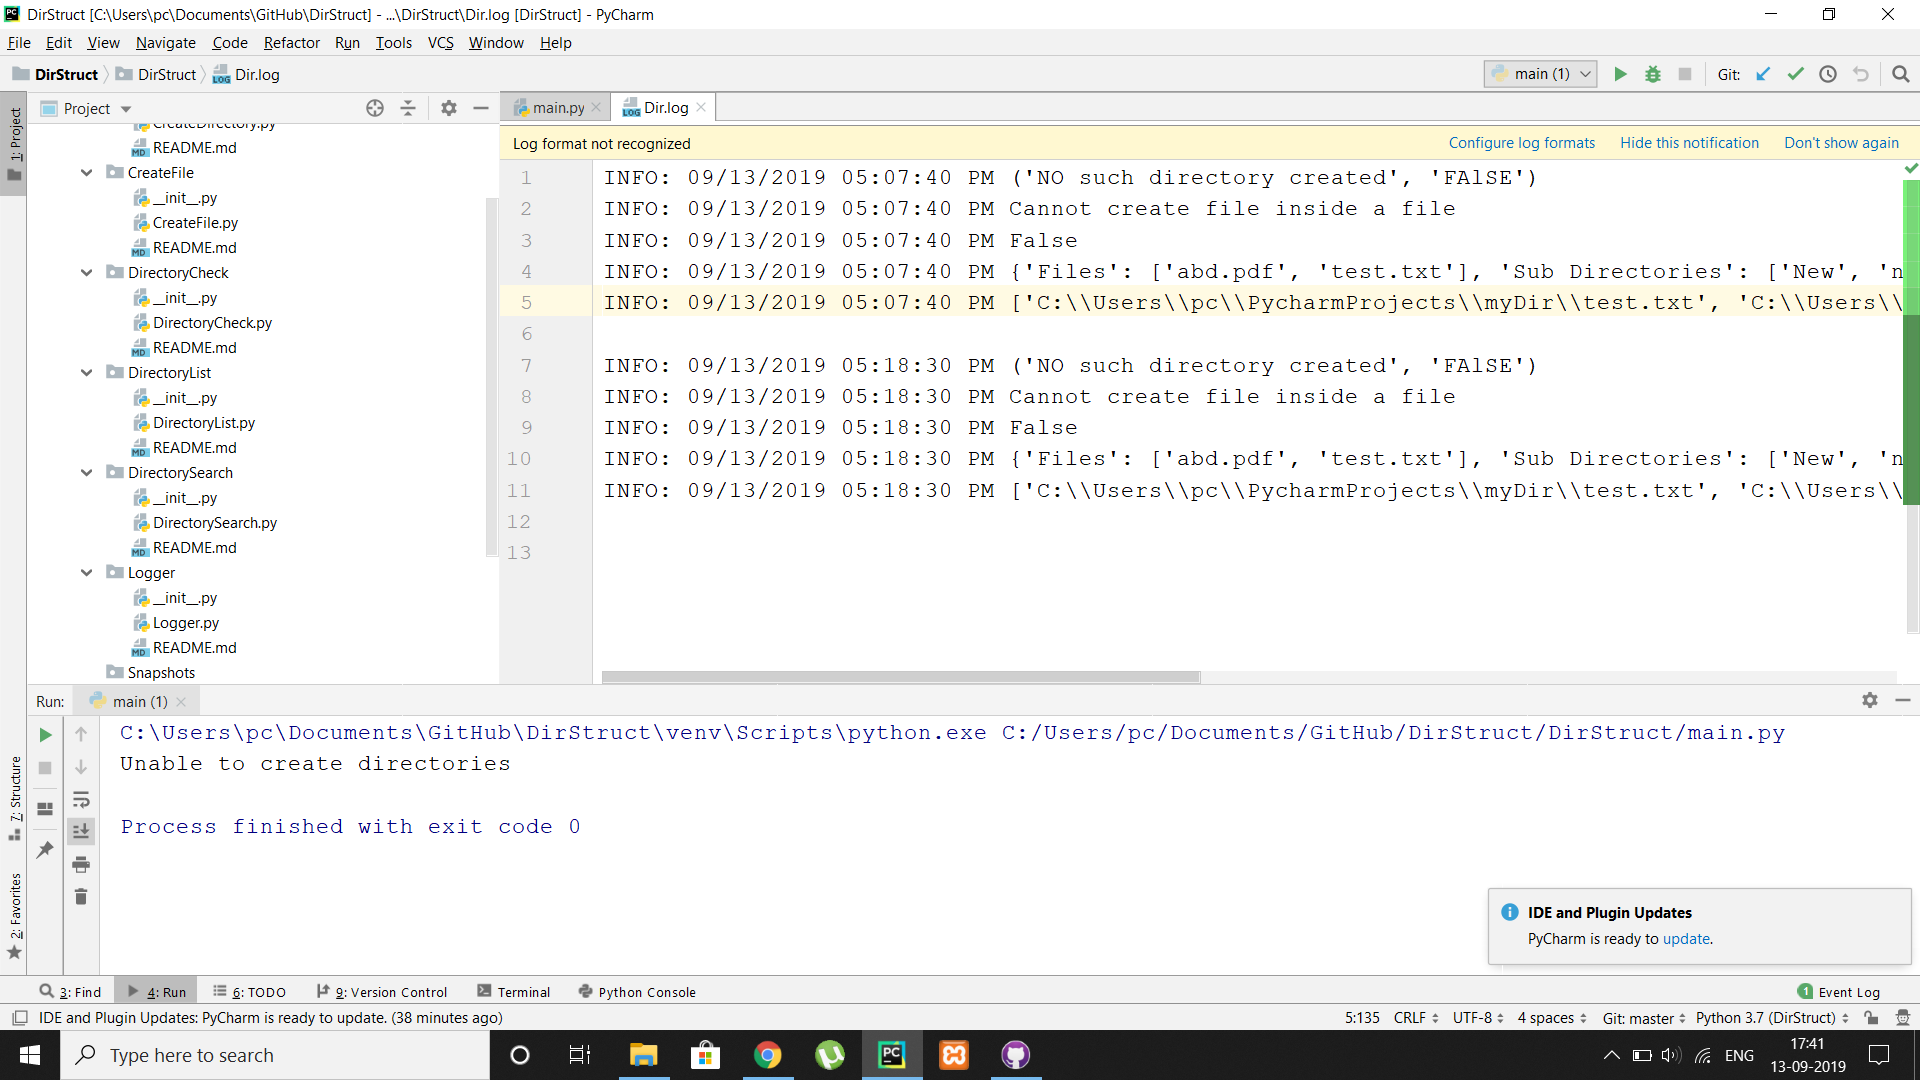 DirStruct [C:\Users\pc\Documents\GitHub\DirStruct] - ...\DirStruct\Dir.log [DirStruct] - PyCharm
File Edit View Navigate Code Refactor Run Tools VCS Window Help
DirStruct DirStruct Dir.log
main (1) Git:
Project
main.py Dir.log
1: Project
Log format not recognized Configure log formats Hide this notification Don't show again
CreateDirectory.py
README.md
CreateFile
__init__.py
CreateFile.py
README.md
DirectoryCheck
__init__.py
DirectoryCheck.py
README.md
DirectoryList
__init__.py
DirectoryList.py
README.md
DirectorySearch
__init__.py
DirectorySearch.py
README.md
Logger
__init__.py
Logger.py
README.md
Snapshots
1 INFO: 09/13/2019 05:07:40 PM ('NO such directory created', 'FAlSE')
2 INFO: 09/13/2019 05:07:40 PM Cannot create file inside a file
3 INFO: 09/13/2019 05:07:40 PM False
4 INFO: 09/13/2019 05:07:40 PM {'Files': ['abd.pdf', 'test.txt'], 'Sub Directories': ['New', 'n
5 INFO: 09/13/2019 05:07:40 PM ['C:\\Users\\pc\\PycharmProjects\\myDir\\test.txt', 'C:\\Users\\
6
7 INFO: 09/13/2019 05:18:30 PM ('NO such directory created', 'FAlSE')
8 INFO: 09/13/2019 05:18:30 PM Cannot create file inside a file
9 INFO: 09/13/2019 05:18:30 PM False
10 INFO: 09/13/2019 05:18:30 PM {'Files': ['abd.pdf', 'test.txt'], 'Sub Directories': ['New', 'n
11 INFO: 09/13/2019 05:18:30 PM ['C:\\Users\\pc\\PycharmProjects\\myDir\\test.txt', 'C:\\Users\\
12
13
Run: main (1)
C:\Users\pc\Documents\GitHub\DirStruct\venv\Scripts\python.exe C:/Users/pc/Documents/GitHub/DirStruct/DirStruct/main.py
Unable to create directories
Process finished with exit code 0
7: Structure
2: Favorites
IDE and Plugin Updates
PyCharm is ready to update.
3: Find 4: Run 6: TODO 9: Version Control Terminal Python Console 1 Event Log
IDE and Plugin Updates: PyCharm is ready to update. (38 minutes ago) 5:135 CRLF UTF-8 4 spaces Git: master Python 3.7 (DirStruct)
Type here to search
PC
ENG
17:41
13-09-2019